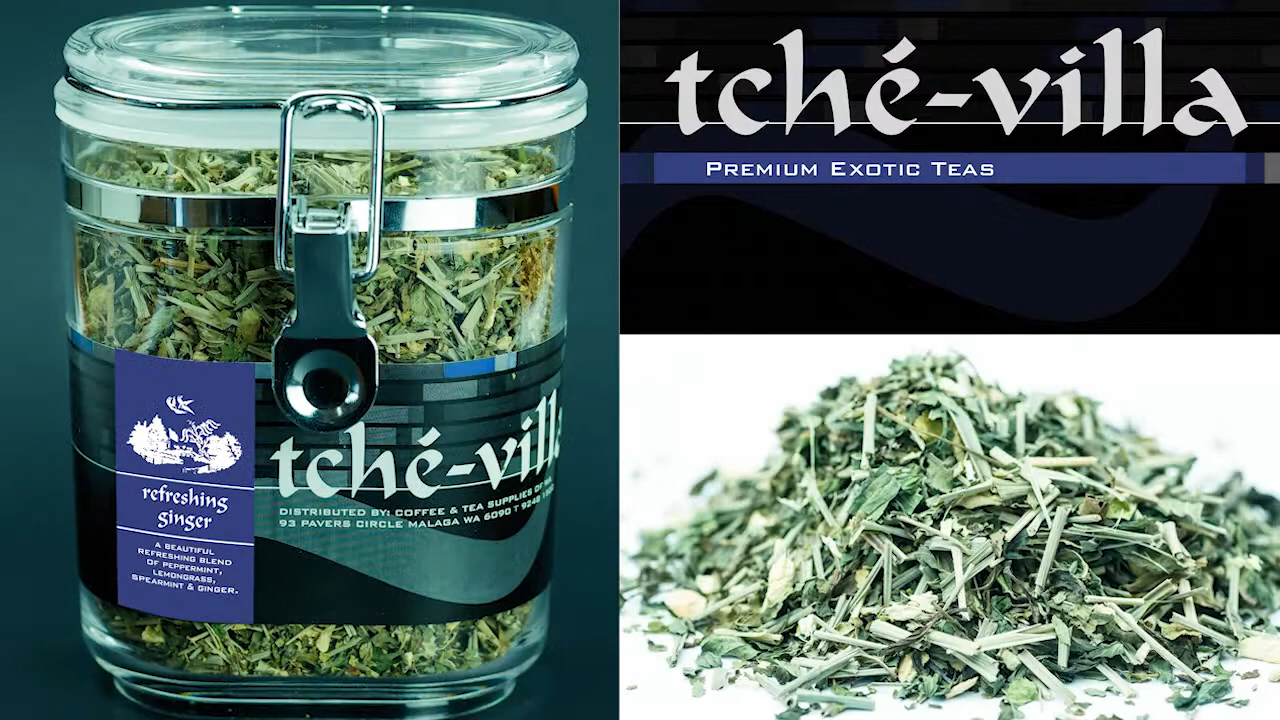 tché-villa
PREMIUM EXOTIC TEAS
refreshing
ginger
A BEAUTIFUL
REFRESHING BLEND
OF PEPPERMINT,
LEMONGRASS,
SPEARMINT & GINGER.
tché-villa
DISTRIBUTED BY: COFFEE & TEA SUPPLIES OF
93 PAVERS CIRCLE MALAGA WA 6090 T 9248